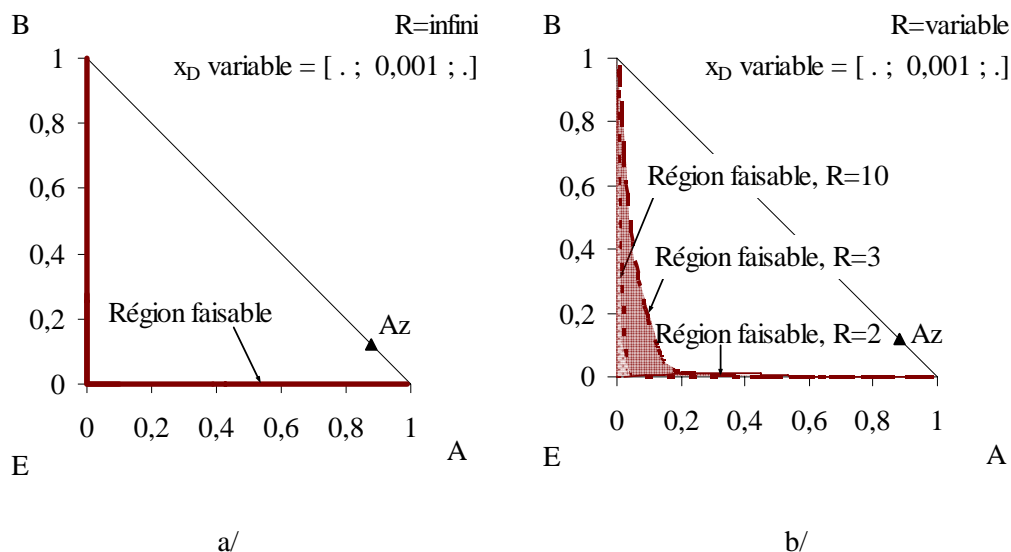 B
R=infini
x_D variable = [ . ; 0,001 ; .]
1
0,8
0,6
0,4
0,2
0
Région faisable
Az
0 0,2 0,4 0,6 0,8 1
E
A
a/
B
R=variable
x_D variable = [ . ; 0,001 ; .]
1
0,8
0,6
0,4
0,2
0
Région faisable, R=10
Région faisable, R=3
Région faisable, R=2
Az
0 0,2 0,4 0,6 0,8 1
E
A
b/